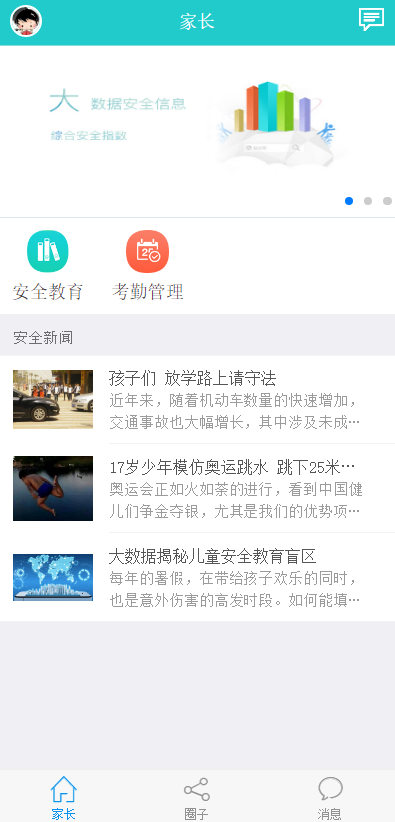 家长
大 数据安全信息
综合安全指数
安全教育
考勤管理
安全新闻
孩子们 放学路上请守法
近年来，随着机动车数量的快速增加，
交通事故也大幅增长，其中涉及未成…
17岁少年模仿奥运跳水 跳下25米…
奥运会正如火如荼的进行，看到中国健
儿们争金夺银，尤其是我们的优势项…
大数据揭秘儿童安全教育盲区
每年的暑假，在带给孩子欢乐的同时，
也是意外伤害的高发时段。如何能填…
家长
圈子
消息